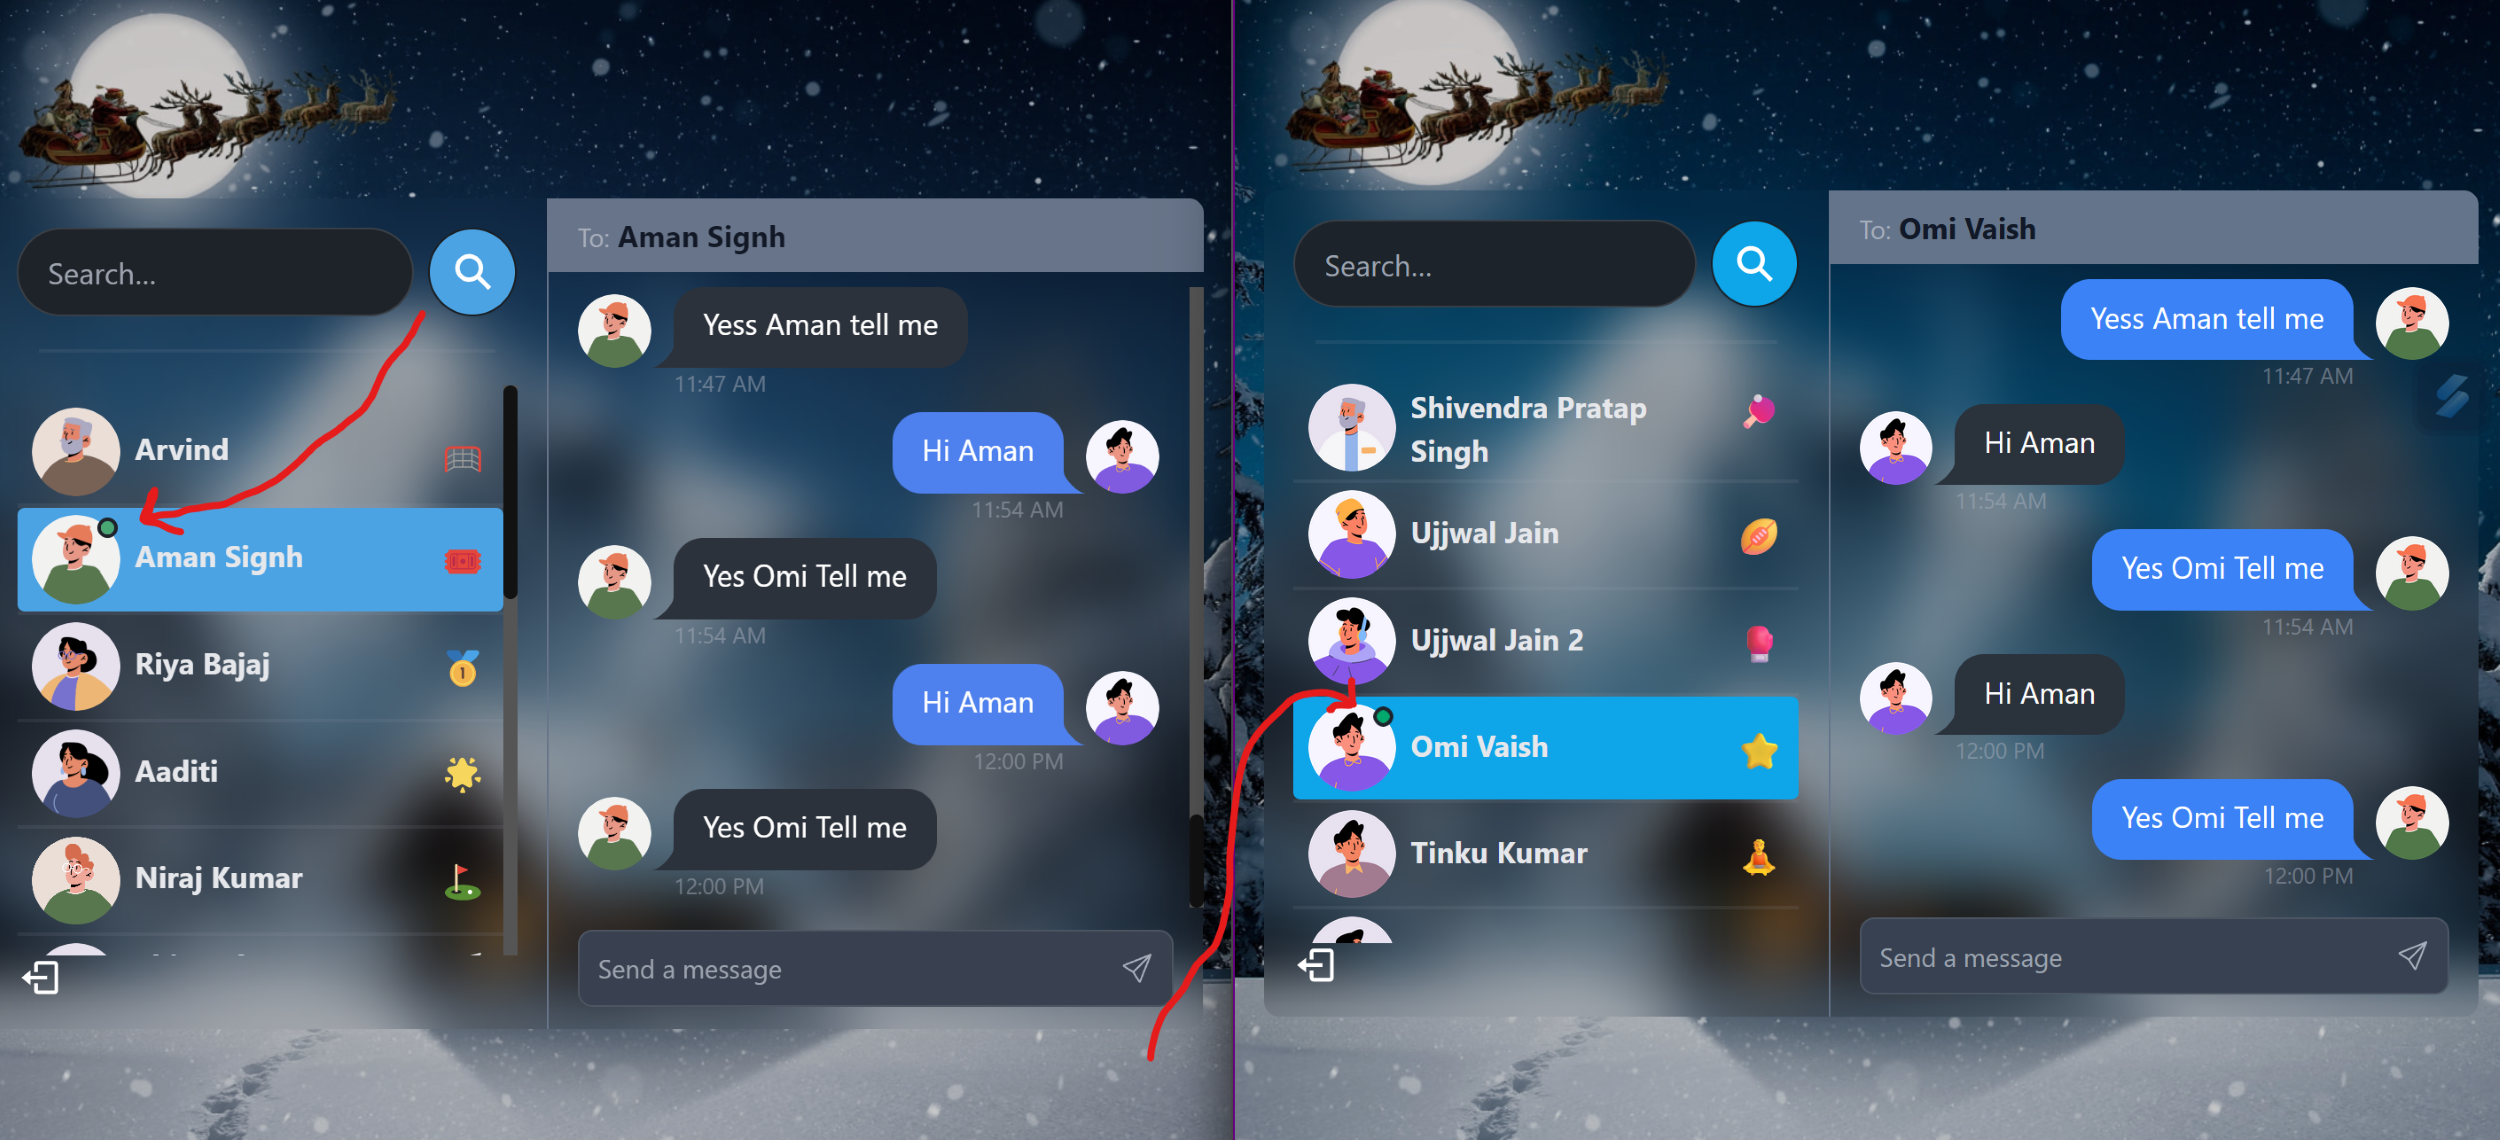 Search...
Arvind
Aman Signh
Riya Bajaj
Aaditi
Niraj Kumar
To: Aman Signh
Yess Aman tell me
11:47 AM
Hi Aman
11:54 AM
Yes Omi Tell me
11:54 AM
Hi Aman
12:00 PM
Yes Omi Tell me
12:00 PM
Send a message
Search...
Shivendra Pratap
Singh
Ujjwal Jain
Ujjwal Jain 2
Omi Vaish
Tinku Kumar
To: Omi Vaish
Yess Aman tell me
11:47 AM
Hi Aman
11:54 AM
Yes Omi Tell me
11:54 AM
Hi Aman
12:00 PM
Yes Omi Tell me
12:00 PM
Send a message